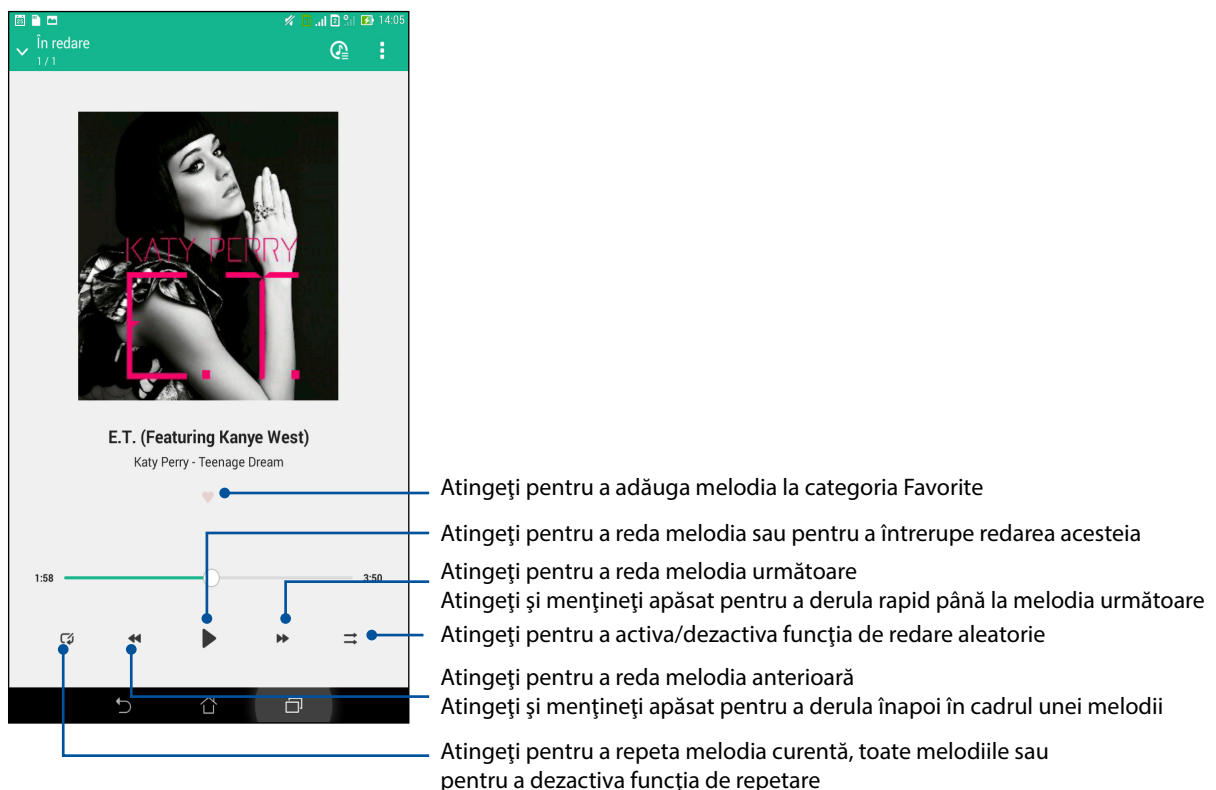 14:05
În redare
1 / 1
KATY PERRY
E.T.
E.T. (Featuring Kanye West)
Katy Perry - Teenage Dream
Atingeţi pentru a adăuga melodia la categoria Favorite
Atingeţi pentru a reda melodia sau pentru a întrerupe redarea acesteia
1:58
3:50
Atingeţi pentru a reda melodia următoare
Atingeţi şi menţineţi apăsat pentru a derula rapid până la melodia următoare
Atingeţi pentru a activa/dezactiva funcţia de redare aleatorie
Atingeţi pentru a reda melodia anterioară
Atingeţi şi menţineţi apăsat pentru a derula înapoi în cadrul unei melodii
Atingeţi pentru a repeta melodia curentă, toate melodiile sau
pentru a dezactiva funcţia de repetare